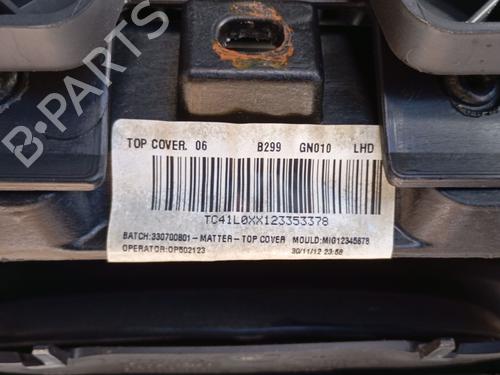 B-PARTS
TOP COVER. 06 B299 GN010 LHD
TC41L0XX123353378
BATCH:330700801-MATTER-TOP COVER MOULD:MIG12345678
OPERATOR:OP502123 30/11/12 23:58